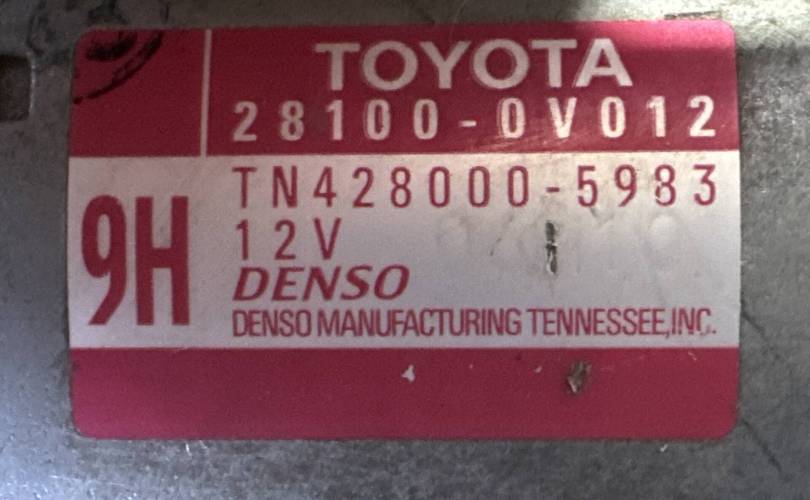 TOYOTA
28100-0V012
TN428000-5983
9H
12V
DENSO
DENSO MANUFACTURING TENNESSEE,INC.